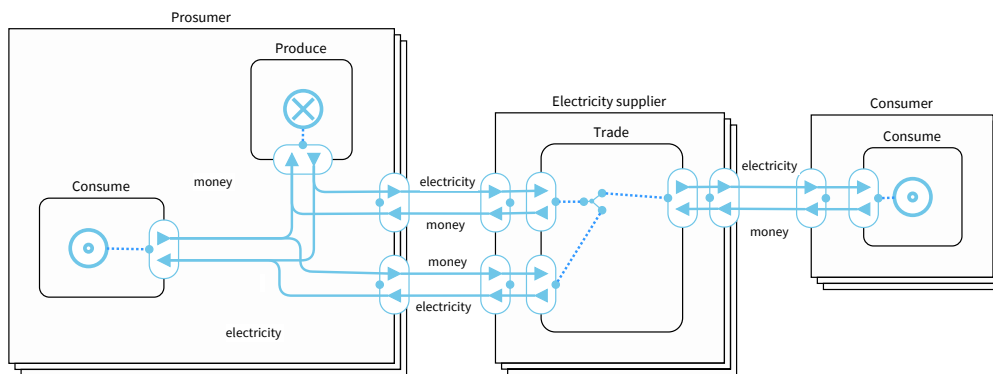 Prosumer
Produce
Electricity supplier
Consumer
Trade
Consume
electricity
Consume
money
electricity
money
money
money
electricity
electricity